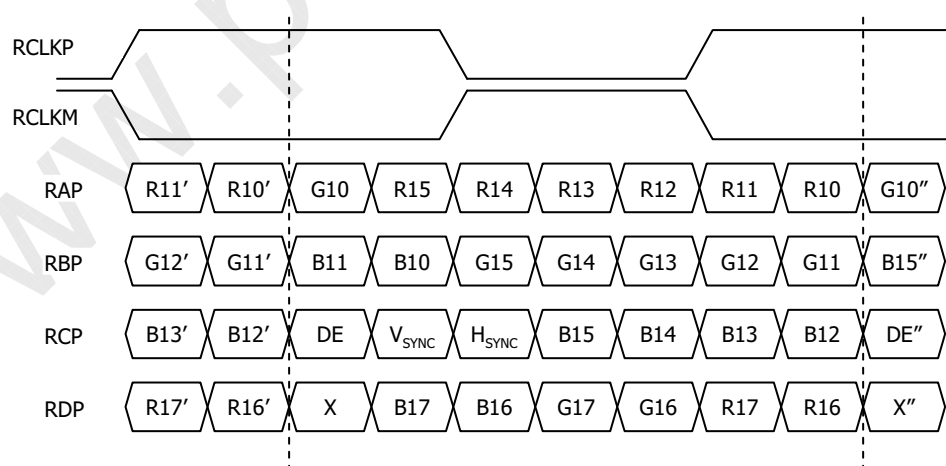 RCLKP
RCLKM
RAP R11′ R10′ G10 R15 R14 R13 R12 R11 R10 G10″
RBP G12′ G11′ B11 B10 G15 G14 G13 G12 G11 B15″
RCP B13′ B12′ DE VSYNC HSYNC B15 B14 B13 B12 DE″
RDP R17′ R16′ X B17 B16 G17 G16 R17 R16 X″